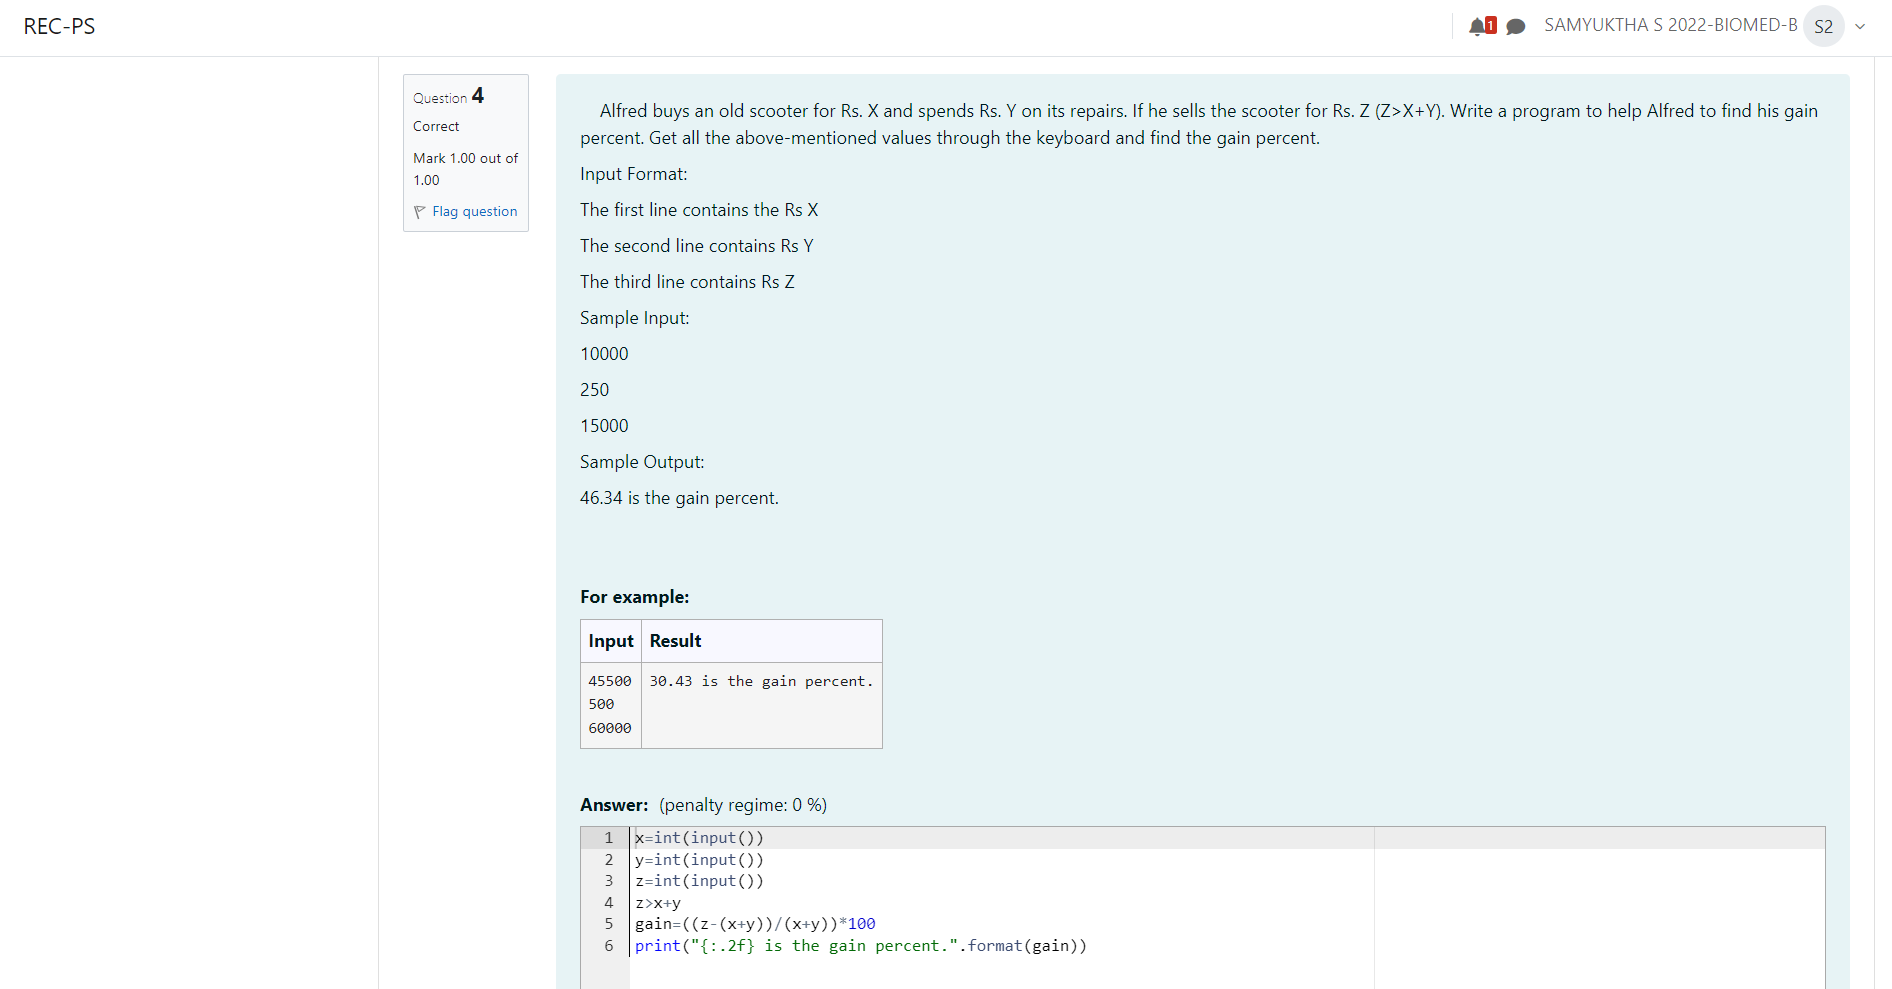 REC-PS
1
SAMYUKTHA S 2022-BIOMED-B
S2
Question 4
Correct
Mark 1.00 out of
1.00
Flag question
Alfred buys an old scooter for Rs. X and spends Rs. Y on its repairs. If he sells the scooter for Rs. Z (Z>X+Y). Write a program to help Alfred to find his gain
percent. Get all the above-mentioned values through the keyboard and find the gain percent.
Input Format:
The first line contains the Rs X
The second line contains Rs Y
The third line contains Rs Z
Sample Input:
10000
250
15000
Sample Output:
46.34 is the gain percent.
For example:
Input Result
45500 30.43 is the gain percent.
500
60000
Answer: (penalty regime: 0 %)
1 x=int(input())
2 y=int(input())
3 z=int(input())
4 z>x+y
5 gain=((z-(x+y))/(x+y))*100
6 print("{:.2f} is the gain percent.".format(gain))